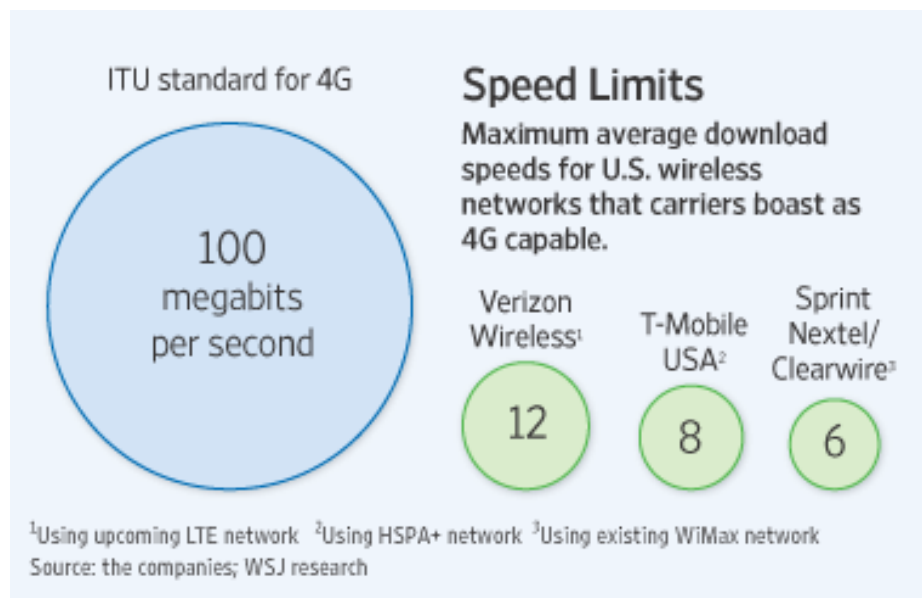 ITU standard for 4G
100
megabits
per second
Speed Limits
Maximum average download
speeds for U.S. wireless
networks that carriers boast as
4G capable.
Verizon
Wireless¹
12
T-Mobile
USA²
8
Sprint
Nextel/
Clearwire³
6
¹Using upcoming LTE network ²Using HSPA+ network ³Using existing WiMax network
Source: the companies; WSJ research